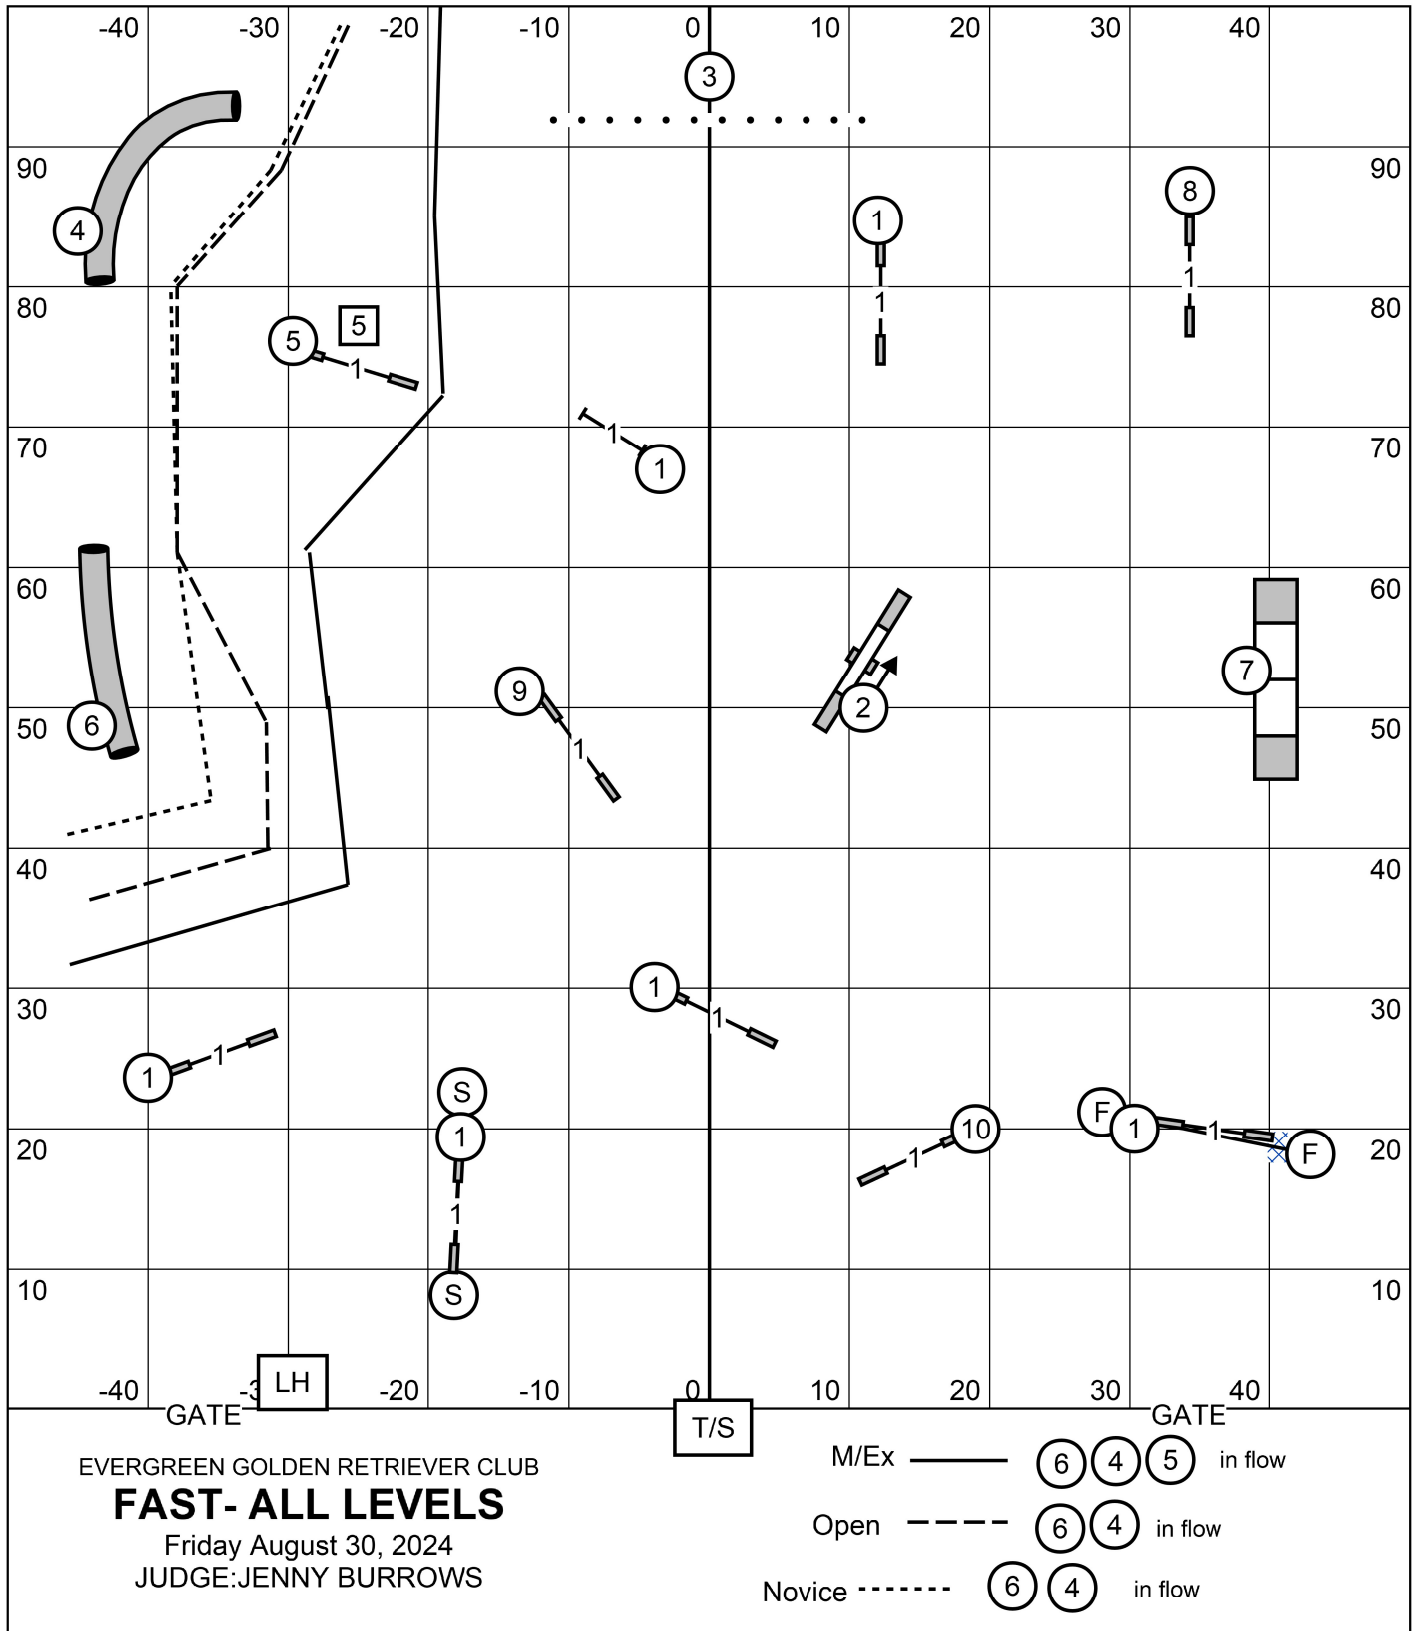 -40 -30 -20 -10 0 10 20 30 40
3
90 90
8
1
4
1
1
80 80
5
5
1
70 70
1
1
60 60
7
9
6
2
50 50
1
40 40
1
30 30
1
1
1
S
F
10
1
1
1
F
20 20
1
1
S
10 10
LH
-40 -3 -20 -10 0 10 20 30 40
GATE GATE
T/S
M/Ex 6 4 5 in flow
EVERGREEN GOLDEN RETRIEVER CLUB
FAST- ALL LEVELS
Open 6 4 in flow
Friday August 30, 2024
JUDGE:JENNY BURROWS
Novice 6 4 in flow